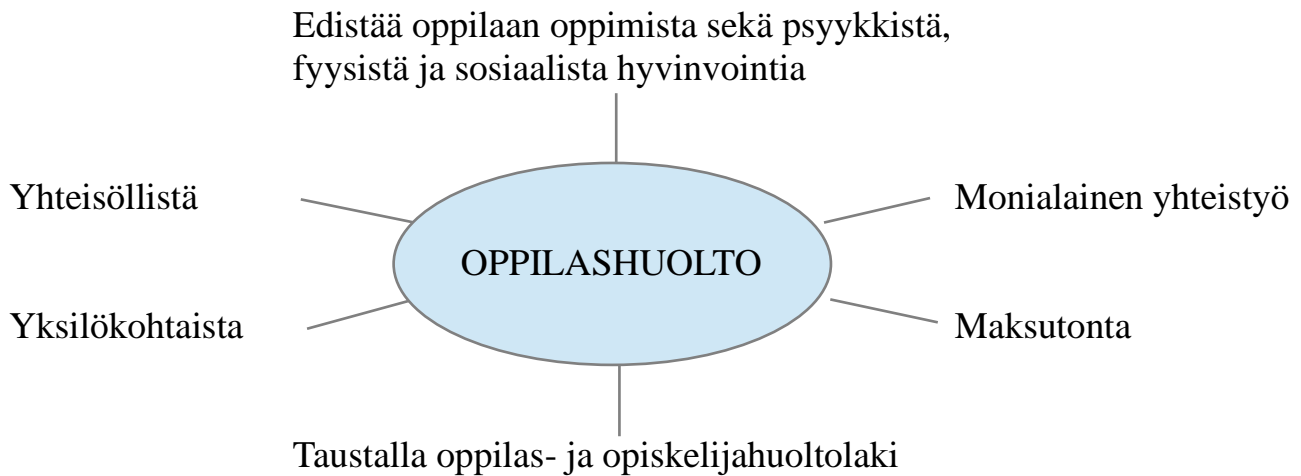 Edistää oppilaan oppimista sekä psyykkistä,
fyysistä ja sosiaalista hyvinvointia
Yhteisöllistä
Monialainen yhteistyö
OPPILASHUOLTO
Yksilökohtaista
Maksutonta
Taustalla oppilas- ja opiskelijahuoltolaki